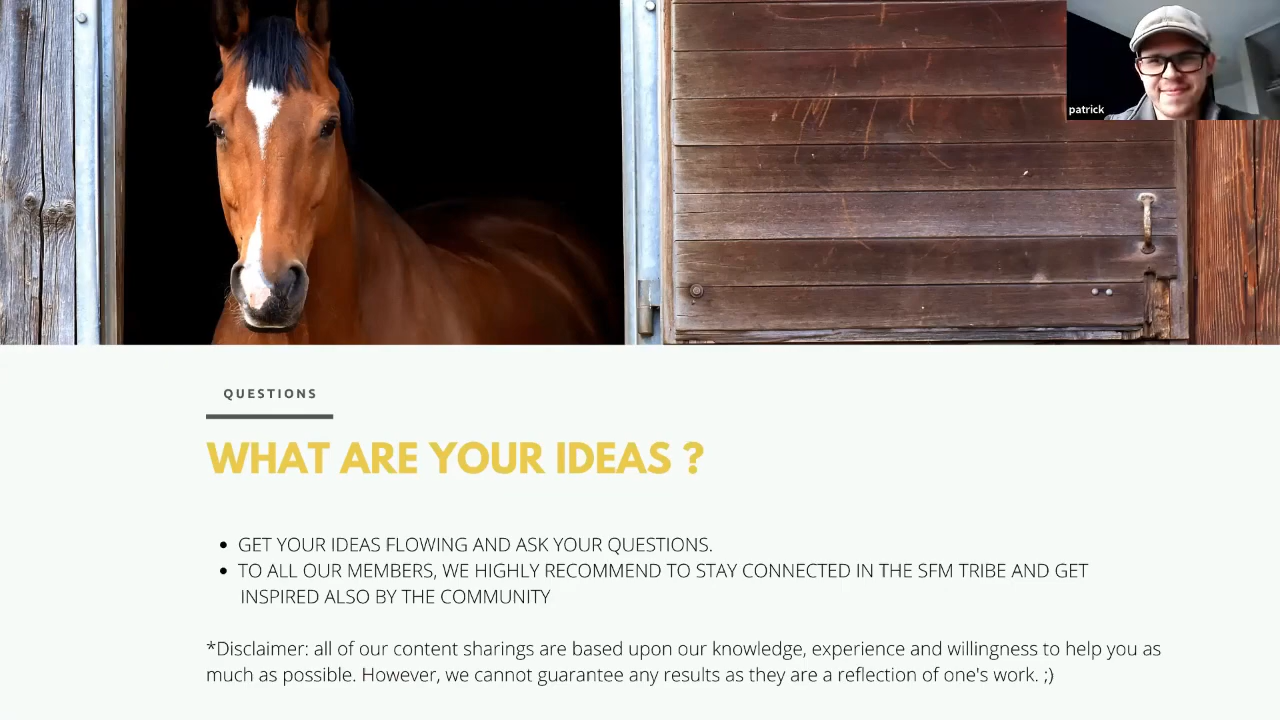 patrick
QUESTIONS
WHAT ARE YOUR IDEAS ?
• GET YOUR IDEAS FLOWING AND ASK YOUR QUESTIONS.
• TO ALL OUR MEMBERS, WE HIGHLY RECOMMEND TO STAY CONNECTED IN THE SFM TRIBE AND GET
INSPIRED ALSO BY THE COMMUNITY
*Disclaimer: all of our content sharings are based upon our knowledge, experience and willingness to help you as
much as possible. However, we cannot guarantee any results as they are a reflection of one's work. ;)